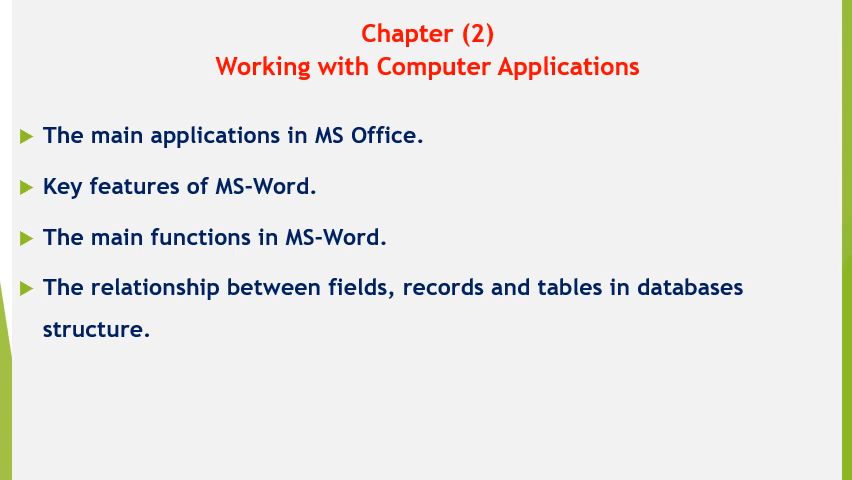 Chapter (2)
Working with Computer Applications
The main applications in MS Office.
Key features of MS-Word.
The main functions in MS-Word.
The relationship between fields, records and tables in databases
structure.